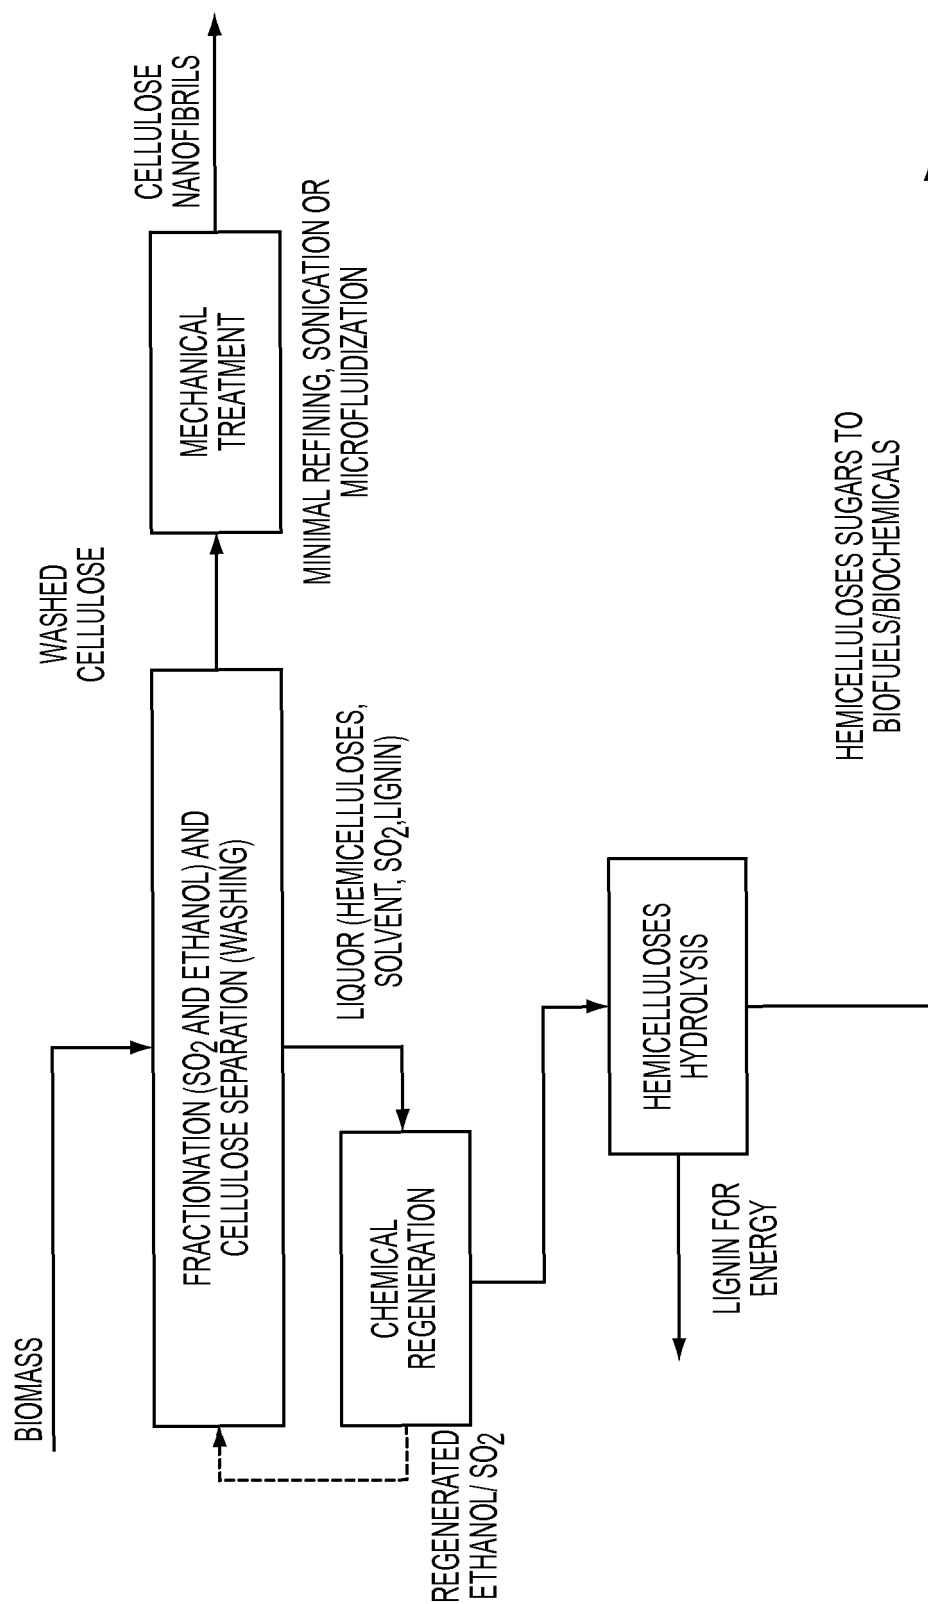 BIOMASS
FRACTIONATION (SO2 AND ETHANOL) AND
CELLULOSE SEPARATION (WASHING)
WASHED
CELLULOSE
MECHANICAL
TREATMENT
CELLULOSE
NANOFIBRILS
MINIMAL REFINING, SONICATION OR
MICROFLUIDIZATION
LIQUOR (HEMICELLULOSES,
SOLVENT, SO2,LIGNIN)
CHEMICAL
REGENERATION
REGENERATED
ETHANOL/ SO2
HEMICELLULOSES
HYDROLYSIS
LIGNIN FOR
ENERGY
HEMICELLULOSES SUGARS TO
BIOFUELS/BIOCHEMICALS